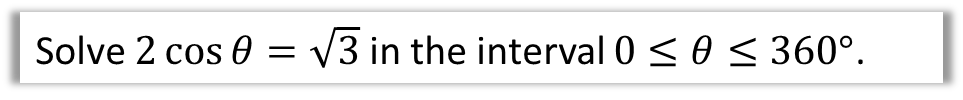 Solve 2 cos θ = √3 in the interval 0 ≤ θ ≤ 360°.